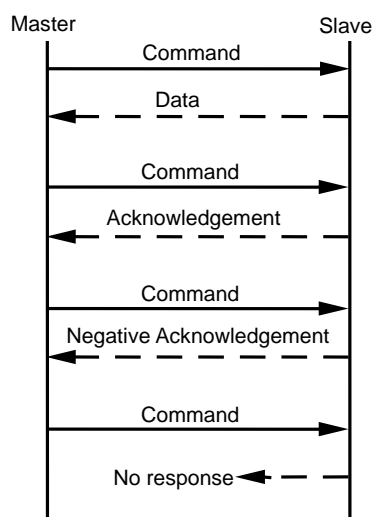 Master Slave
Command
Data
Command
Acknowledgement
Command
Negative Acknowledgement
Command
No response